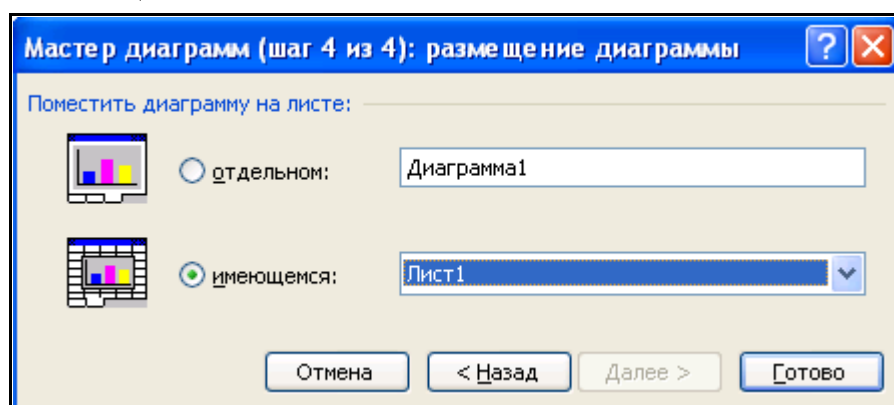 Мастер диаграмм (шаг 4 из 4): размещение диаграммы
Поместить диаграмму на листе:
отдельном: Диаграмма1
имеющемся: Лист1
Отмена < Назад Далее > Готово